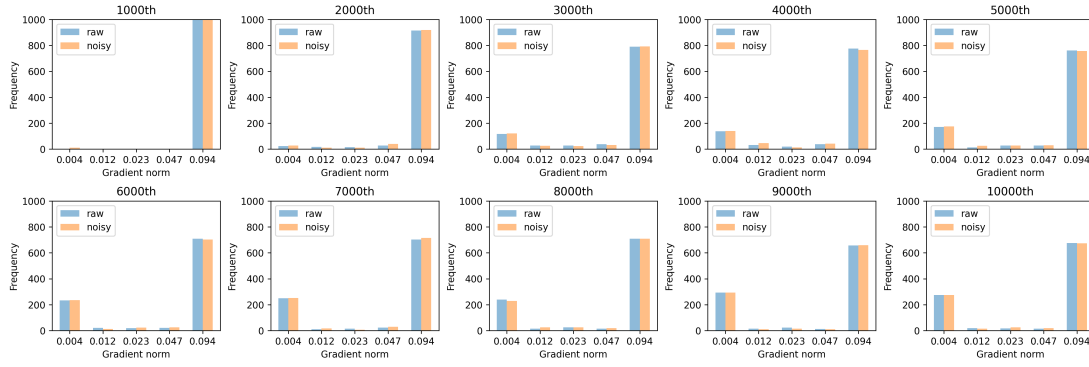 1000th 2000th 3000th 4000th 5000th
1000 1000 1000 1000 1000
raw raw raw raw raw
noisy noisy noisy noisy noisy
800 800 800 800 800
600 600 600 600 600
400 400 400 400 400
200 200 200 200 200
0 0 0 0 0
Frequency Frequency Frequency Frequency Frequency
0.004 0.012 0.023 0.047 0.094 0.004 0.012 0.023 0.047 0.094 0.004 0.012 0.023 0.047 0.094 0.004 0.012 0.023 0.047 0.094 0.004 0.012 0.023 0.047 0.094
Gradient norm Gradient norm Gradient norm Gradient norm Gradient norm
6000th 7000th 8000th 9000th 10000th
1000 1000 1000 1000 1000
raw raw raw raw raw
noisy noisy noisy noisy noisy
800 800 800 800 800
600 600 600 600 600
400 400 400 400 400
200 200 200 200 200
0 0 0 0 0
Frequency Frequency Frequency Frequency Frequency
0.004 0.012 0.023 0.047 0.094 0.004 0.012 0.023 0.047 0.094 0.004 0.012 0.023 0.047 0.094 0.004 0.012 0.023 0.047 0.094 0.004 0.012 0.023 0.047 0.094
Gradient norm Gradient norm Gradient norm Gradient norm Gradient norm